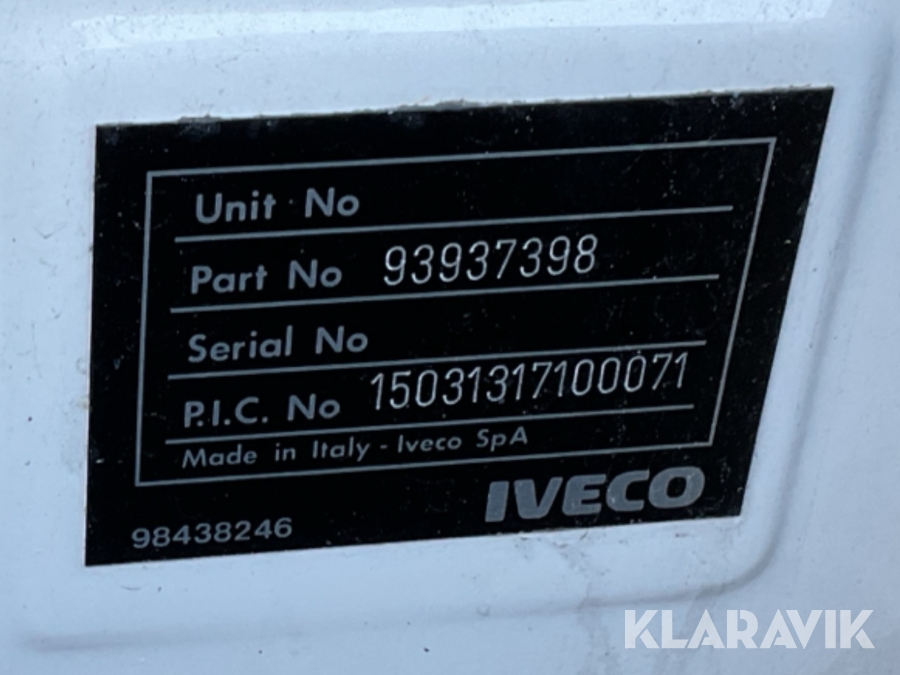 Unit No
Part No 93937398
Serial No
P.I.C. No 15031317100071
Made in Italy - Iveco SpA
IVECO
98438246
KLARAVIK